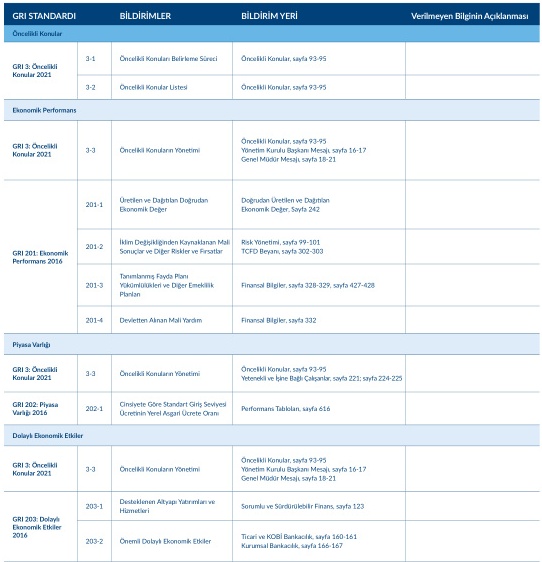 GRI STANDARDI BİLDİRİMLER BİLDİRİM YERİ Verilmeyen Bilginin Açıklanması
Öncelikli Konular
GRI 3: Öncelikli
Konular 2021
3-1 Öncelikli Konuları Belirleme Süreci Öncelikli Konular, sayfa 93-95
3-2 Öncelikli Konular Listesi Öncelikli Konular, sayfa 93-95
Ekonomik Performans
GRI 3: Öncelikli
Konular 2021
3-3 Öncelikli Konuların Yönetimi
Öncelikli Konular, sayfa 93-95
Yönetim Kurulu Başkanı Mesajı, sayfa 16-17
Genel Müdür Mesajı, sayfa 18-21
GRI 201: Ekonomik
Performans 2016
201-1
Üretilen ve Dağıtılan Doğrudan
Ekonomik Değer
Doğrudan Üretilen ve Dağıtılan
Ekonomik Değer, Sayfa 242
201-2
İklim Değişikliğinden Kaynaklanan Mali
Sonuçlar ve Diğer Riskler ve Fırsatlar
Risk Yönetimi, sayfa 99-101
TCFD Beyanı, sayfa 302-303
201-3
Tanımlanmış Fayda Planı
Yükümlülükleri ve Diğer Emeklilik
Planları
Finansal Bilgiler, sayfa 328-329, sayfa 427-428
201-4 Devletten Alınan Mali Yardım Finansal Bilgiler, sayfa 332
Piyasa Varlığı
GRI 3: Öncelikli
Konular 2021
3-3 Öncelikli Konuların Yönetimi
Öncelikli Konular, sayfa 93-95
Yetenekli ve İşine Bağlı Çalışanlar, sayfa 221; sayfa 224-225
GRI 202: Piyasa
Varlığı 2016
202-1
Cinsiyete Göre Standart Giriş Seviyesi
Ücretinin Yerel Asgari Ücrete Oranı
Performans Tabloları, sayfa 616
Dolaylı Ekonomik Etkiler
GRI 3: Öncelikli
Konular 2021
3-3 Öncelikli Konuların Yönetimi
Öncelikli Konular, sayfa 93-95
Yönetim Kurulu Başkanı Mesajı, sayfa 16-17
Genel Müdür Mesajı, sayfa 18-21
GRI 203: Dolaylı
Ekonomik Etkiler
2016
203-1
Desteklenen Altyapı Yatırımları ve
Hizmetleri
Sorumlu ve Sürdürülebilir Finans, sayfa 123
203-2 Önemli Dolaylı Ekonomik Etkiler
Ticari ve KOBİ Bankacılık, sayfa 160-161
Kurumsal Bankacılık, sayfa 166-167